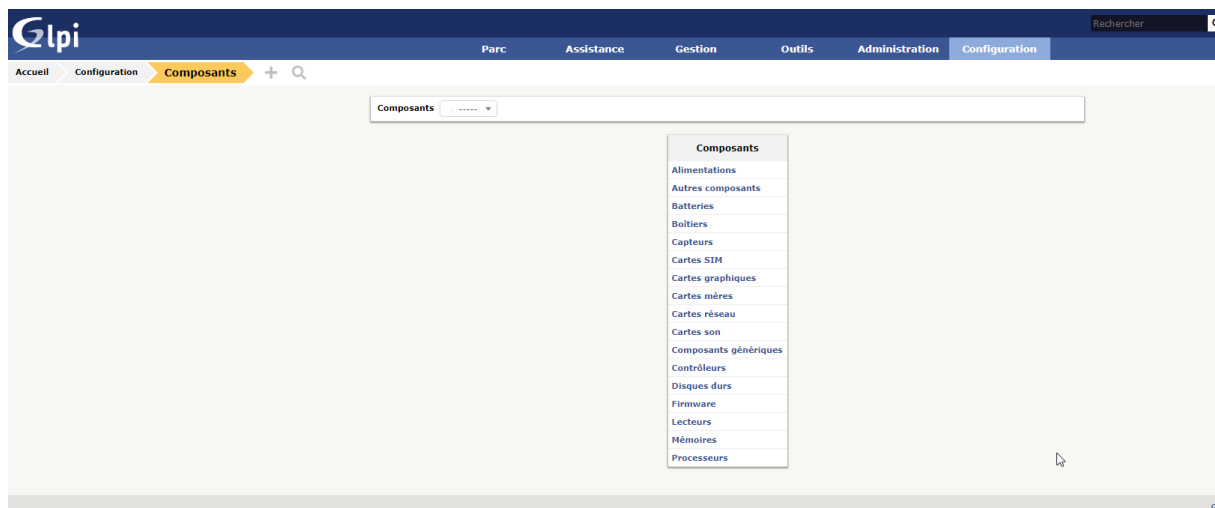 Glpi
Rechercher
Parc Assistance Gestion Outils Administration Configuration
Accueil Configuration Composants
Composants -----
Composants
Alimentations
Autres composants
Batteries
Boîtiers
Capteurs
Cartes SIM
Cartes graphiques
Cartes mères
Cartes réseau
Cartes son
Composants génériques
Contrôleurs
Disques durs
Firmware
Lecteurs
Mémoires
Processeurs